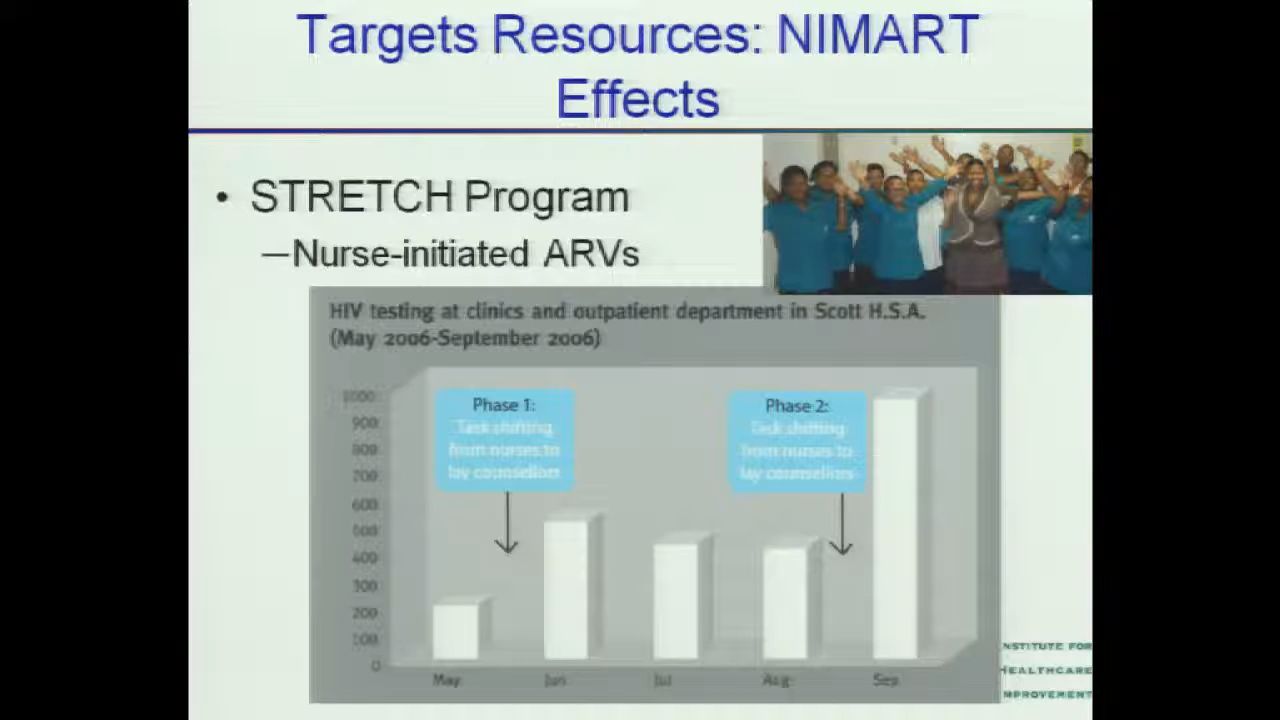 Targets Resources: NIMART
Effects
• STRETCH Program
—Nurse-initiated ARVs
HIV testing at clinics and outpatient department in Scott H.S.A.
(May 2006-September 2006)
1000
900
800
700
600
500
400
300
200
100
0
Phase 1:
Task shifting
from nurses to
lay counsellors
Phase 2:
Task shifting
from nurses to
lay counsellors
May
Jun
Jul
Aug
Sep
NSTITUTE FOR
HEALTHCARE
MPROVEMENT